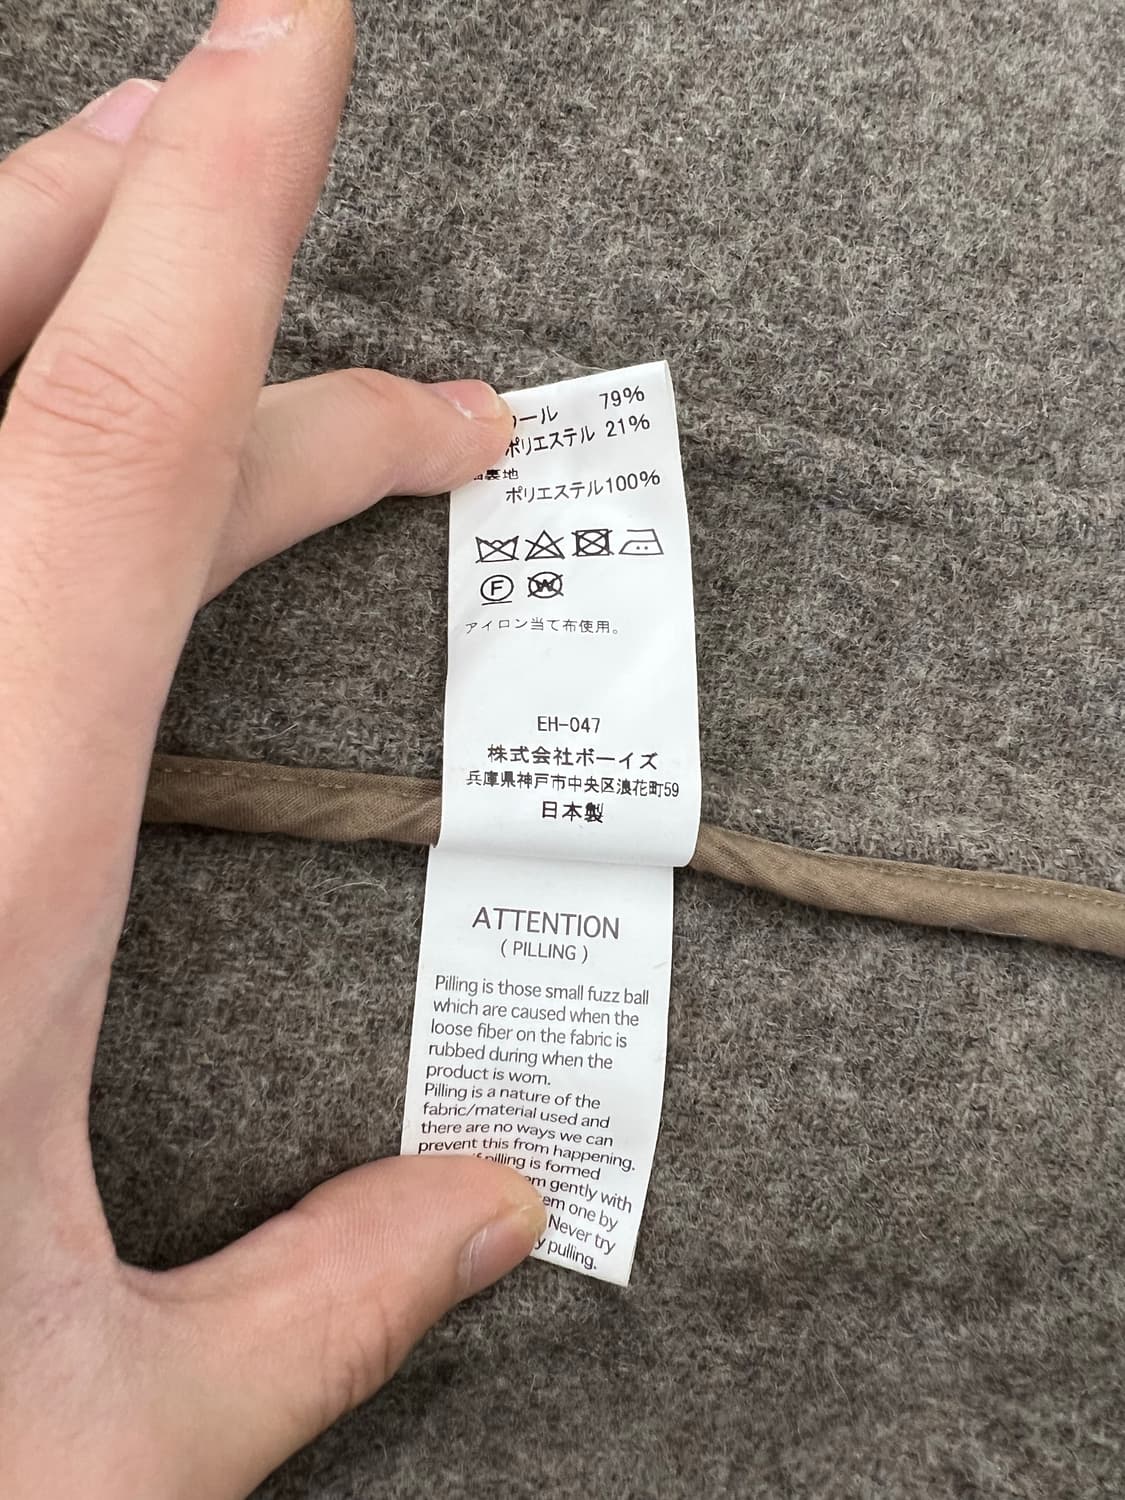 ール 79%
ポリエステル 21%
裏地
ポリエステル100%
F
W
アイロン当て布使用。
EH-047
株式会社ボーイズ
兵庫県神戸市中央区浪花町59
日本製
ATTENTION
( PILLING )
Pilling is those small fuzz ball
which are caused when the
loose fiber on the fabric is
rubbed during when the
product is worn.
Pilling is a nature of the
fabric/material used and
there are no ways we can
prevent this from happening.
if pilling is formed
gently with
one by
Never try
pulling.